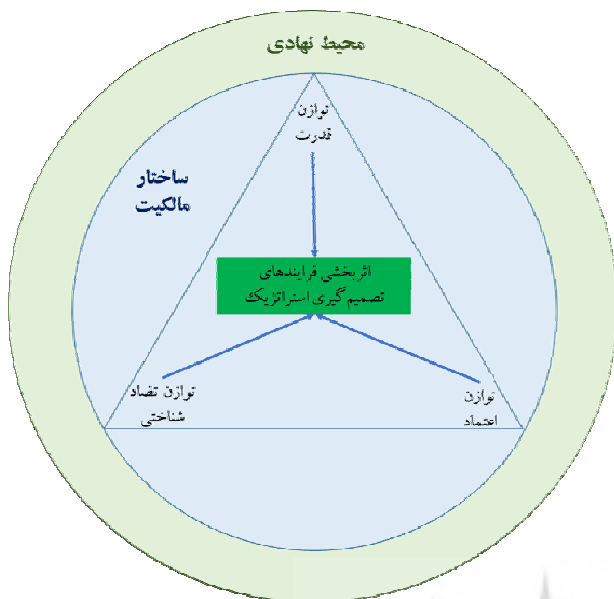 محیط نهادی
توازن
قدرت
ساختار
مالکیت
اثربخشی فرایندهای
تصمیم‌گیری استراتژیک
توازن تضاد
شناختی
توازن
اعتماد